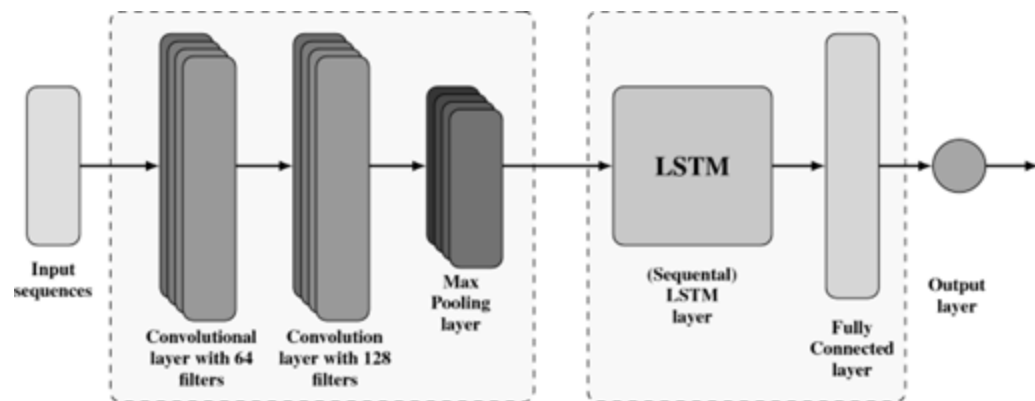 LSTM
Input
sequences
Convolutional
layer with 64
filters
Convolution
layer with 128
filters
Max
Pooling
layer
(Sequental)
LSTM
layer
Fully
Connected
layer
Output
layer